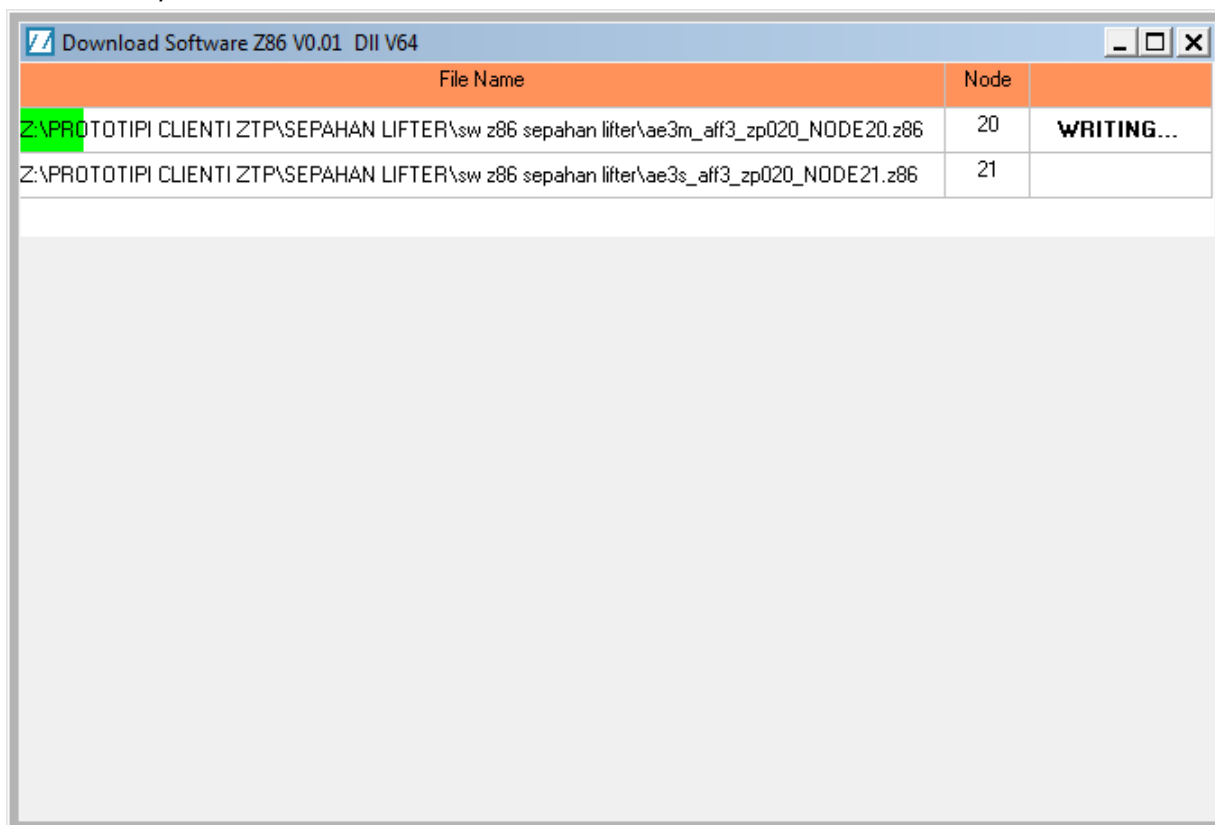 Download Software Z86 V0.01 Dll V64
File Name Node
Z:\PROTOTIPI CLIENTI ZTP\SEPAHAN LIFTER\sw z86 sepahan lifter\ae3m_aff3_zp020_NODE20.z86 20 WRITING...
Z:\PROTOTIPI CLIENTI ZTP\SEPAHAN LIFTER\sw z86 sepahan lifter\ae3s_aff3_zp020_NODE21.z86 21